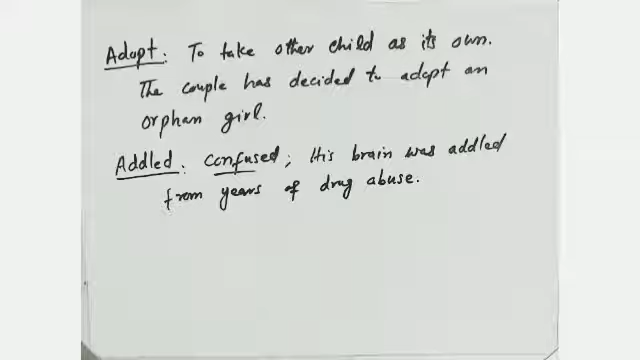 Adopt: To take other child as its own.
The couple has decided to adopt an
orphan girl.
Addled: Confused; His brain was addled
from years of drug abuse.